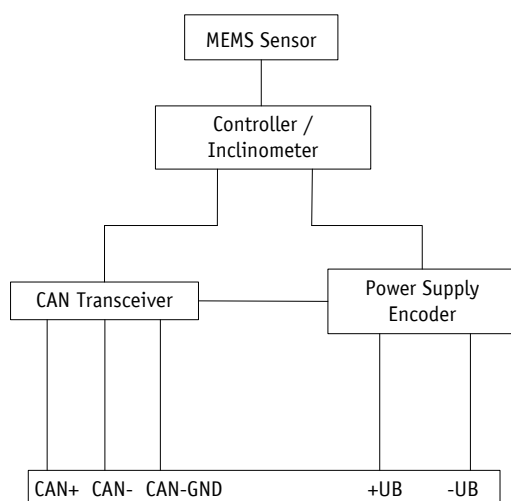 MEMS Sensor
Controller /
Inclinometer
CAN Transceiver
Power Supply
Encoder
CAN+ CAN- CAN-GND +UB -UB